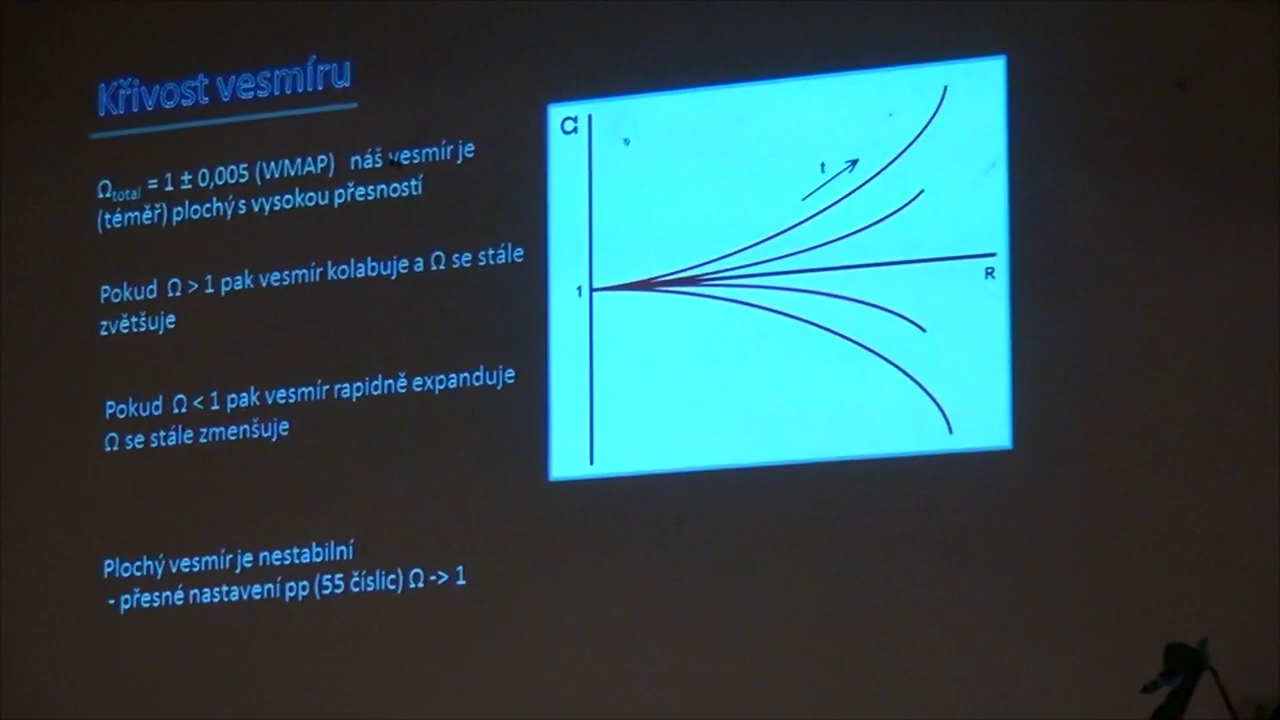 Křivost vesmíru
Ωtotal = 1 ± 0,005 (WMAP) náš vesmír je
(téměř) plochý s vysokou přesností
Pokud Ω > 1 pak vesmír kolabuje a Ω se stále
zvětšuje
Pokud Ω < 1 pak vesmír rapidně expanduje
Ω se stále zmenšuje
Plochý vesmír je nestabilní
- přesné nastavení pp (55 číslic) Ω -> 1
Ω
t
1
R